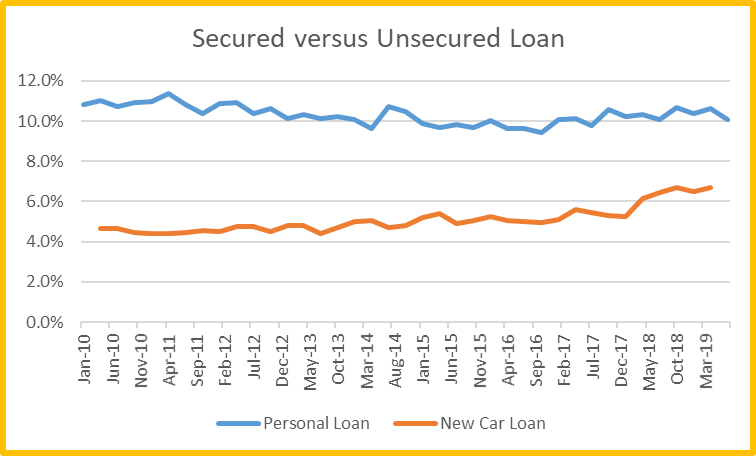 Secured versus Unsecured Loan
12.0%
10.0%
8.0%
6.0%
4.0%
2.0%
0.0%
Jan-10
Jun-10
Nov-10
Apr-11
Sep-11
Feb-12
Jul-12
Dec-12
May-13
Oct-13
Mar-14
Aug-14
Jan-15
Jun-15
Nov-15
Apr-16
Sep-16
Feb-17
Jul-17
Dec-17
May-18
Oct-18
Mar-19
Personal Loan
New Car Loan